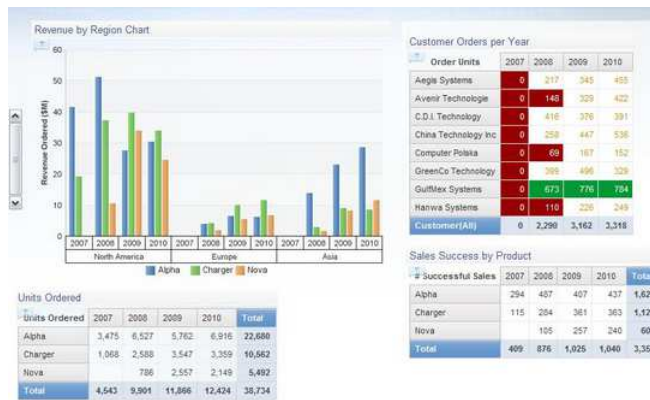 Revenue by Region Chart
60
50
40
30
20
10
0
Revenue Ordered ($M)
2007 2008 2009 2010 2007 2008 2009 2010 2007 2008 2009 2010
North America Europe Asia
Alpha Charger Nova
Customer Orders per Year
Order Units 2007 2008 2009 2010
Aegis Systems 0 217 345 455
Avenir Technologie 0 148 329 422
C.D.I. Technology 0 416 376 391
China Technology Inc 0 258 447 536
Computer Polska 0 69 167 152
GreenCo Technology 0 399 496 329
GulfMex Systems 0 673 776 784
Hanwa Systems 0 110 226 249
Customer(All) 0 2,290 3,162 3,318
Sales Success by Product
# Successful Sales 2007 2008 2009 2010 Total
Alpha 294 487 407 437 1,62
Charger 115 284 361 363 1,12
Nova 105 257 240 60
Total 409 876 1,025 1,040 3,35
Units Ordered
Units Ordered 2007 2008 2009 2010 Total
Alpha 3,475 6,527 5,762 6,916 22,680
Charger 1,068 2,588 3,547 3,359 10,562
Nova 786 2,557 2,149 5,492
Total 4,543 9,901 11,866 12,424 38,734